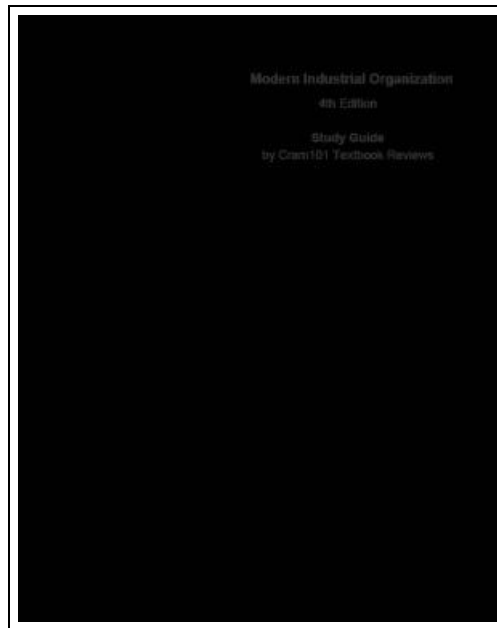 Modern Industrial Organization
4th Edition
Study Guide
by Cram101 Textbook Reviews